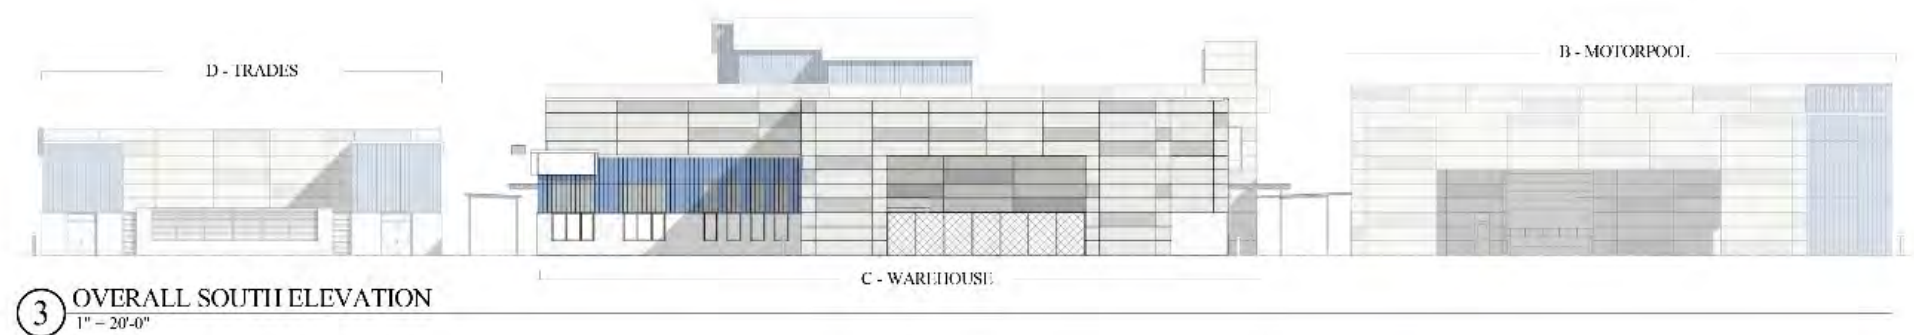 D - TRADES
B - MOTORPOOL
C - WAREHOUSE
3 OVERALL SOUTH ELEVATION
1" = 20'-0"